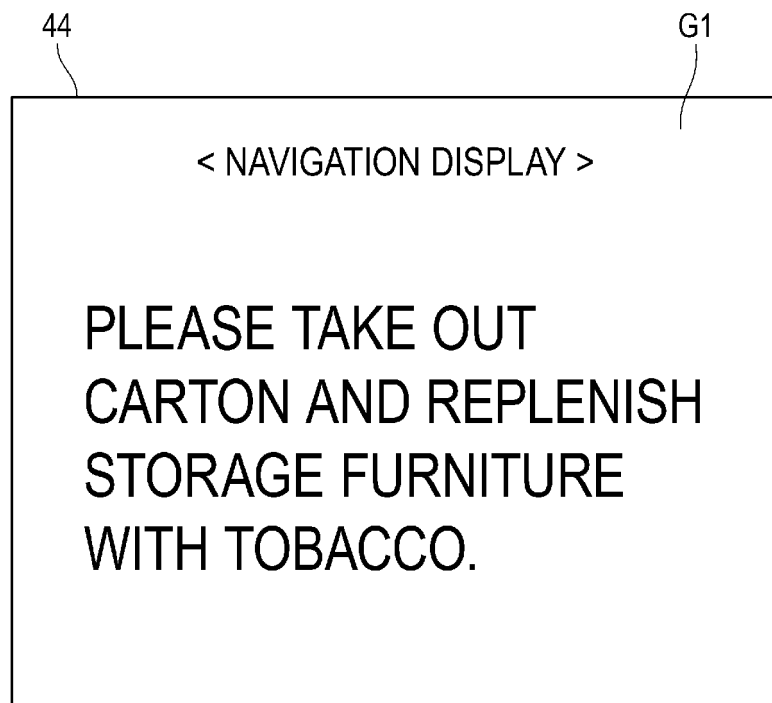 44 G1
< NAVIGATION DISPLAY >
PLEASE TAKE OUT
CARTON AND REPLENISH
STORAGE FURNITURE
WITH TOBACCO.